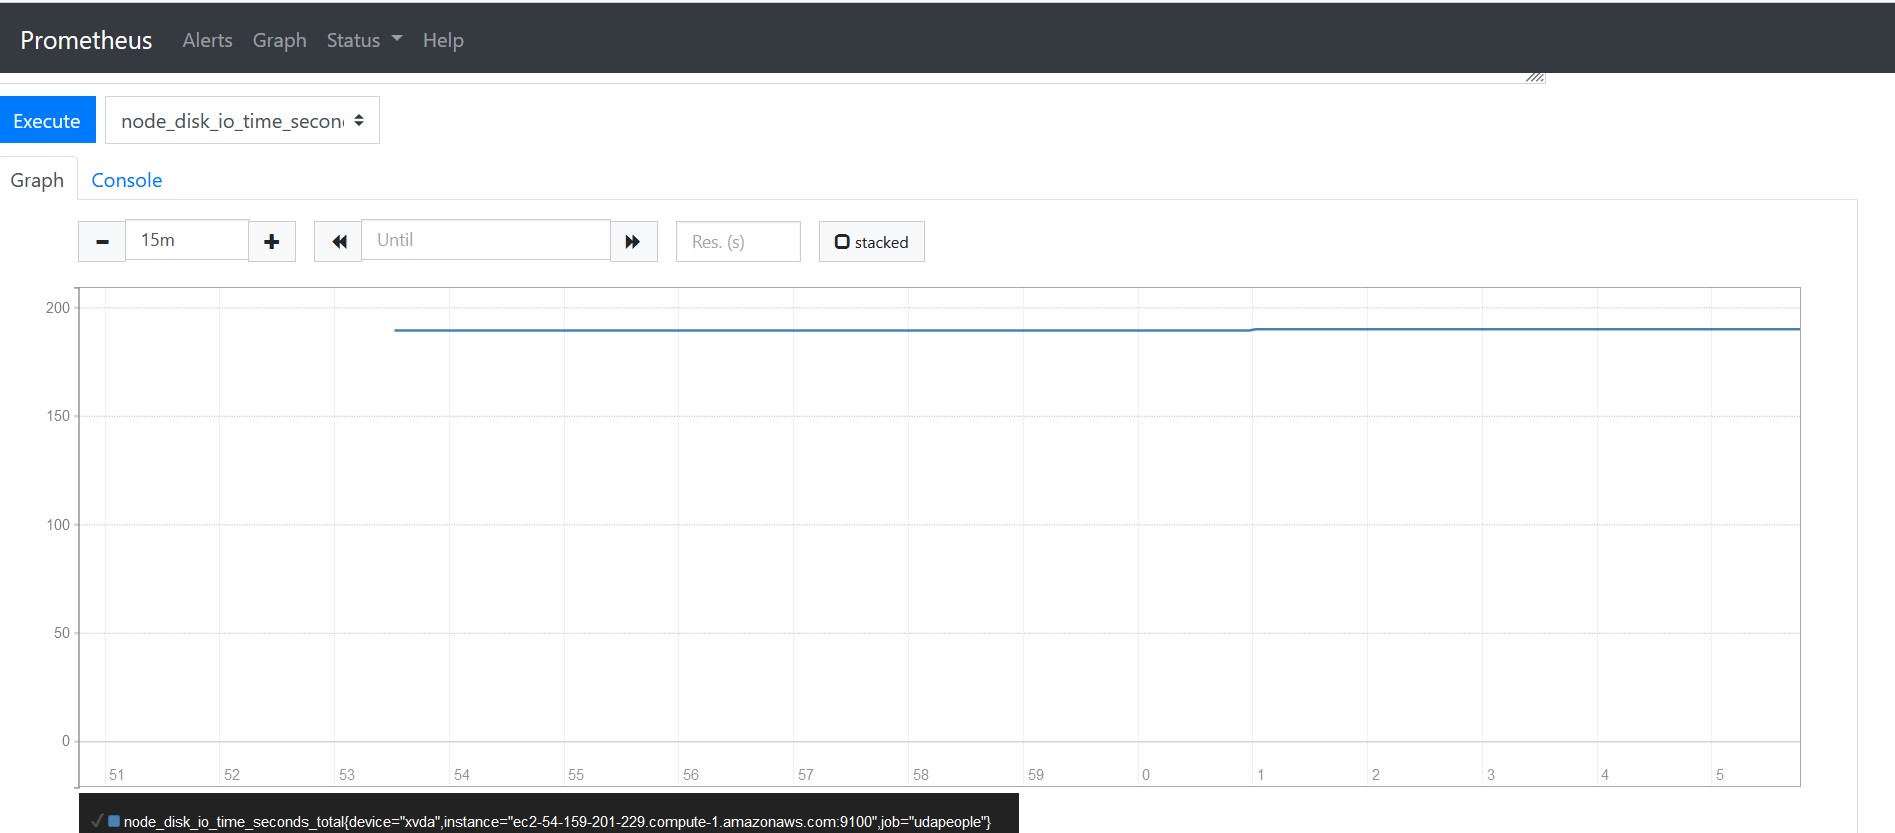 Prometheus Alerts Graph Status Help
Execute node_disk_io_time_secon
Graph Console
15m Until Res. (s) stacked
200
150
100
50
0
51 52 53 54 55 56 57 58 59 0 1 2 3 4 5
node_disk_io_time_seconds_total{device="xvda",instance="ec2-54-159-201-229.compute-1.amazonaws.com:9100",job="udapeople"}